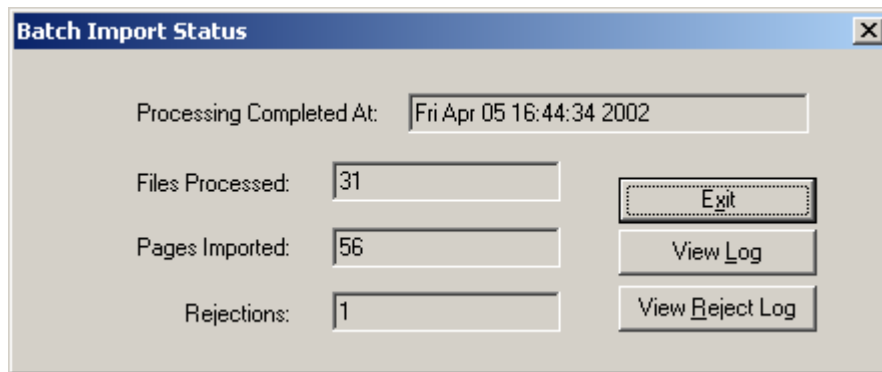 Batch Import Status
Processing Completed At: Fri Apr 05 16:44:34 2002
Files Processed: 31
Exit
Pages Imported: 56
View Log
Rejections: 1
View Reject Log